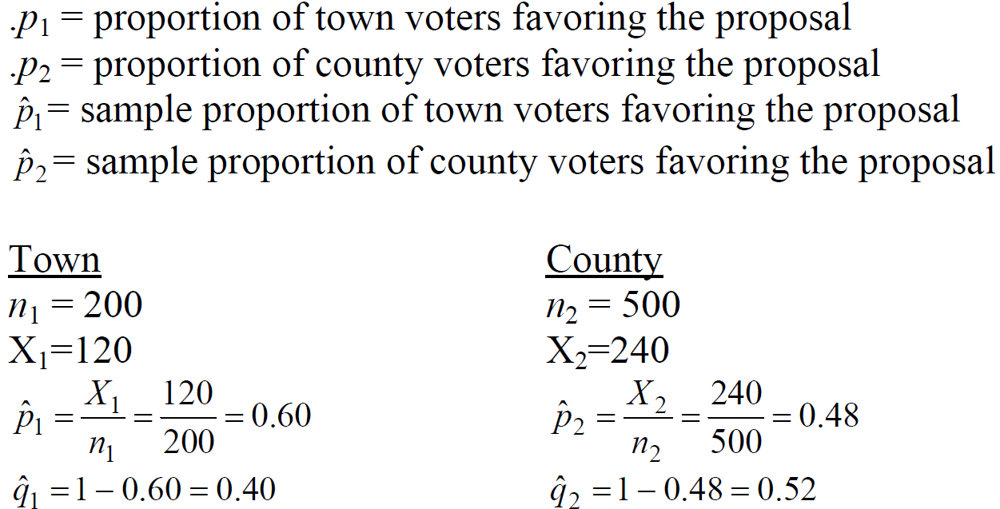 .p₁ = proportion of town voters favoring the proposal
.p₂ = proportion of county voters favoring the proposal
p̂₁= sample proportion of town voters favoring the proposal
p̂₂= sample proportion of county voters favoring the proposal
Town
n₁ = 200
X₁=120
p̂₁ = X₁/n₁ = 120/200 = 0.60
q̂₁ = 1 − 0.60 = 0.40
County
n₂ = 500
X₂=240
p̂₂ = X₂/n₂ = 240/500 = 0.48
q̂₂ = 1 − 0.48 = 0.52